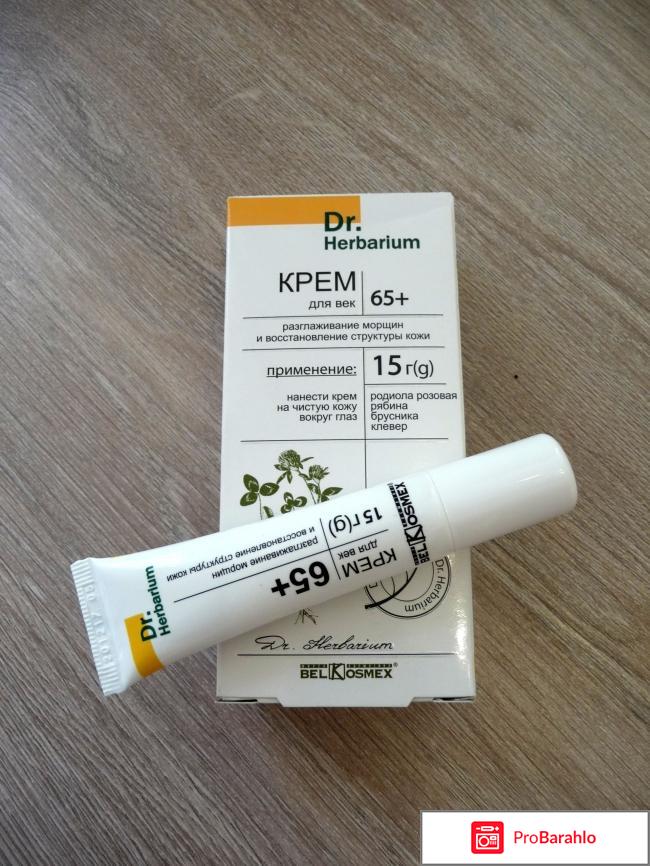 Dr.
Herbarium
КРЕМ
для век
65+
разглаживание морщин
и восстановление структуры кожи
применение:
15 г(g)
нанести крем
на чистую кожу
вокруг глаз
родиола розовая
рябина
брусника
клевер
Dr.
Herbarium
КРЕМ
для век
65+
разглаживание морщин
и восстановление структуры кожи
15 г(g)
BELKOSMEX
Dr. Herbarium
Dr. Herbarium
BELKOSMEX®
ProBarahlo